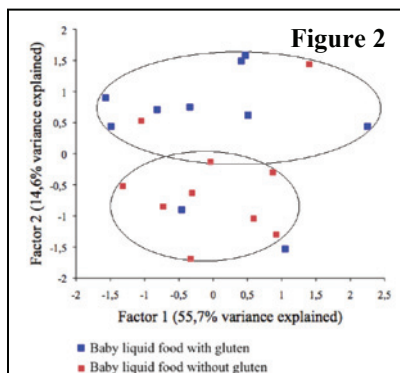 Figure 2
2
1,5
1
0,5
0
-0,5
-1
-1,5
-2
Factor 2 (14,6% variance explained)
-2 -1,5 -1 -0,5 0 0,5 1 1,5 2 2,5
Factor 1 (55,7% variance explained)
Baby liquid food with gluten
Baby liquid food without gluten